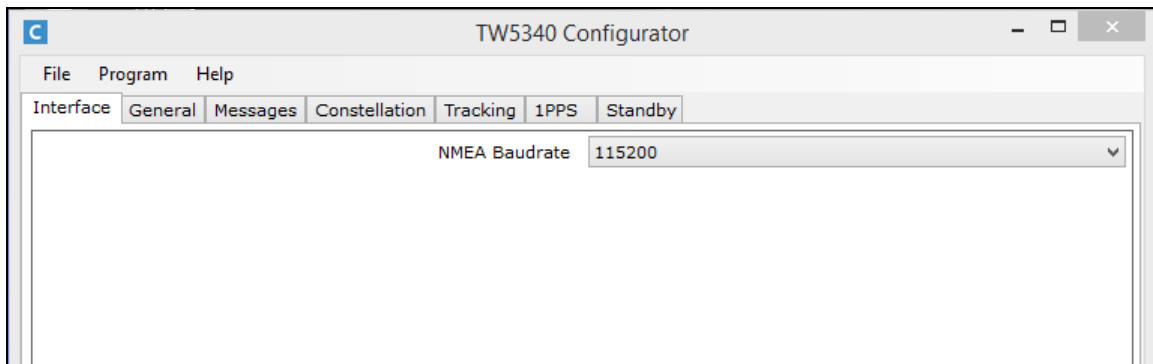 C TW5340 Configurator
File Program Help
Interface General Messages Constellation Tracking 1PPS Standby
NMEA Baudrate 115200